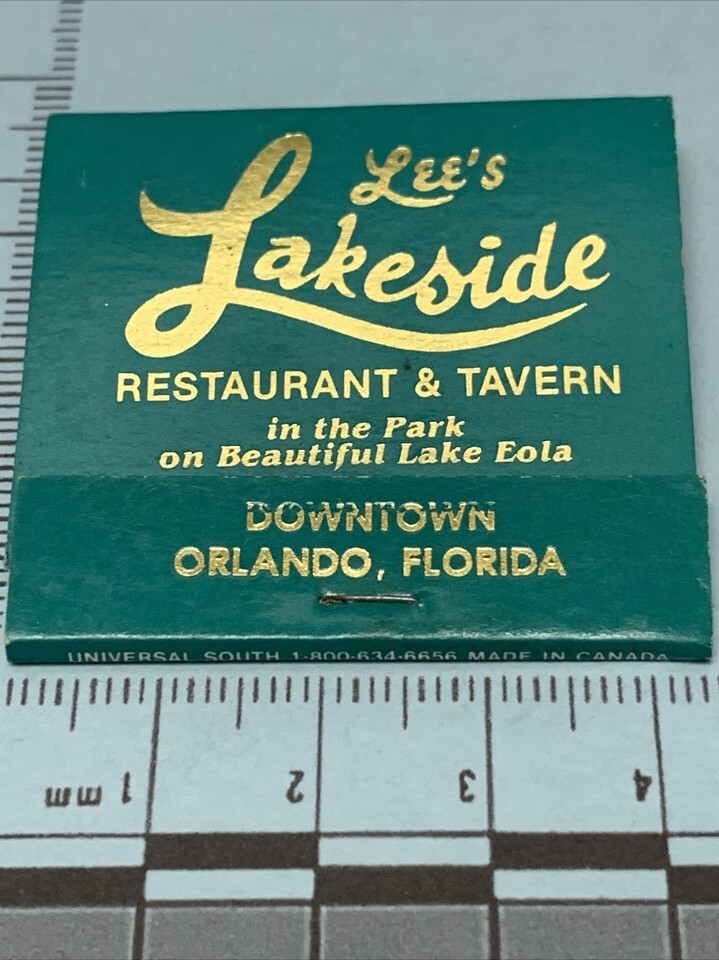 Lee's
Lakeside
RESTAURANT & TAVERN
in the Park
on Beautiful Lake Eola
DOWNTOWN
ORLANDO, FLORIDA
UNIVERSAL SOUTH 1-800-634-6656 MADE IN CANADA
1 mm 2 3 4